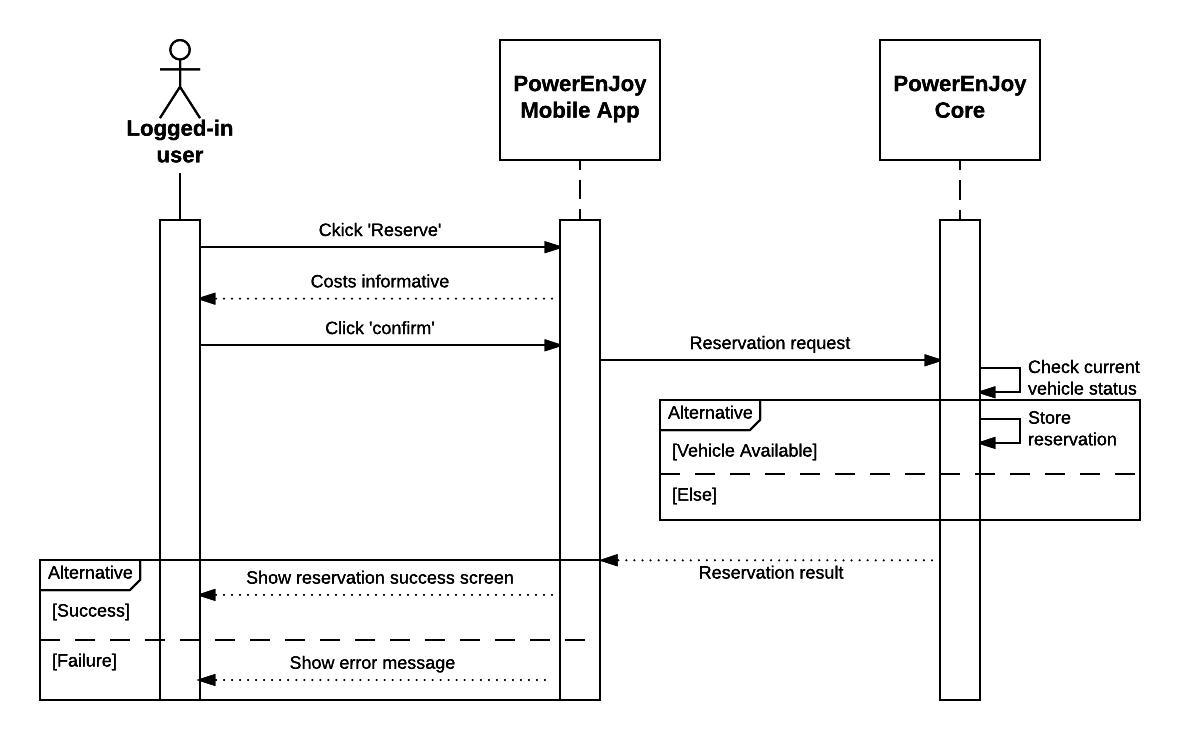 Logged-in
user
PowerEnJoy
Mobile App
PowerEnJoy
Core
Ckick 'Reserve'
Costs informative
Click 'confirm'
Reservation request
Check current
vehicle status
Alternative
Store
reservation
[Vehicle Available]
[Else]
Reservation result
Alternative
Show reservation success screen
[Success]
[Failure]
Show error message